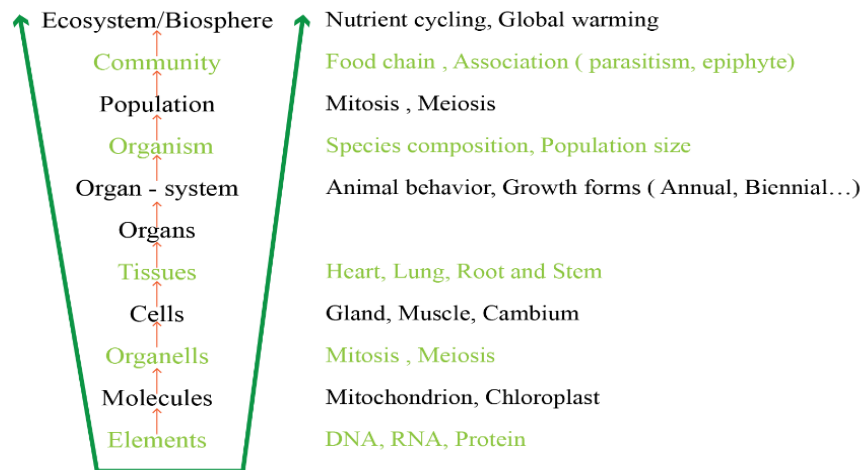 Ecosystem/Biosphere Nutrient cycling, Global warming
Community Food chain , Association ( parasitism, epiphyte)
Population Mitosis , Meiosis
Organism Species composition, Population size
Organ - system Animal behavior, Growth forms ( Annual, Biennial…)
Organs
Tissues Heart, Lung, Root and Stem
Cells Gland, Muscle, Cambium
Organells Mitosis , Meiosis
Molecules Mitochondrion, Chloroplast
Elements DNA, RNA, Protein